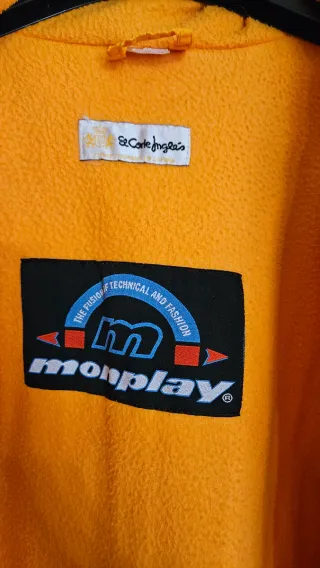 El Corte Inglés
THE FUSION OF TECHNICAL AND FASHION
m
monplay®